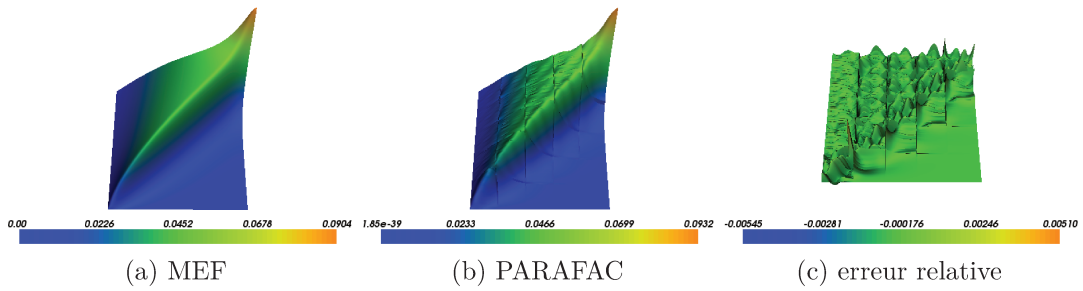 0.00 0.0226 0.0452 0.0678 0.0904
1.85e-39 0.0233 0.0466 0.0699 0.0932
-0.00545 -0.00281 -0.000176 0.00246 0.00510
(a) MEF
(b) PARAFAC
(c) erreur relative